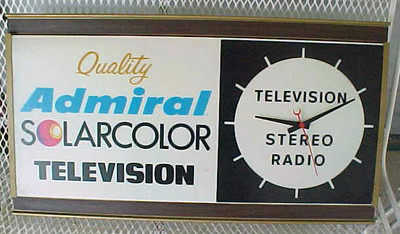 Quality
Admiral
SOLARCOLOR
TELEVISION
TELEVISION
STEREO
RADIO